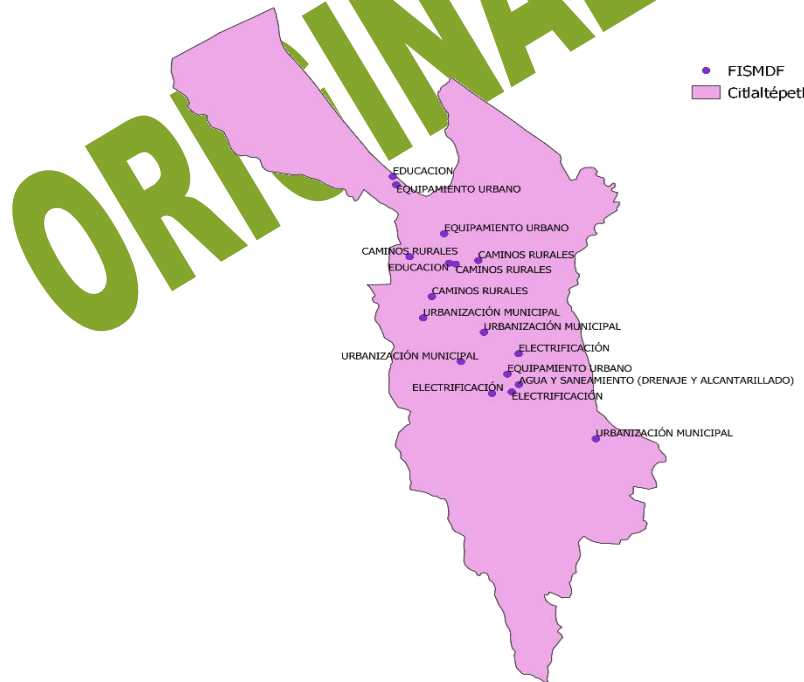 ORIGINAL
FISMDF
Citlaltépetl
EDUCACION
EQUIPAMIENTO URBANO
EQUIPAMIENTO URBANO
CAMINOS RURALES
CAMINOS RURALES
EDUCACION
CAMINOS RURALES
CAMINOS RURALES
URBANIZACIÓN MUNICIPAL
URBANIZACIÓN MUNICIPAL
ELECTRIFICACIÓN
URBANIZACIÓN MUNICIPAL
EQUIPAMIENTO URBANO
AGUA Y SANEAMIENTO (DRENAJE Y ALCANTARILLADO)
ELECTRIFICACIÓN
ELECTRIFICACIÓN
URBANIZACIÓN MUNICIPAL